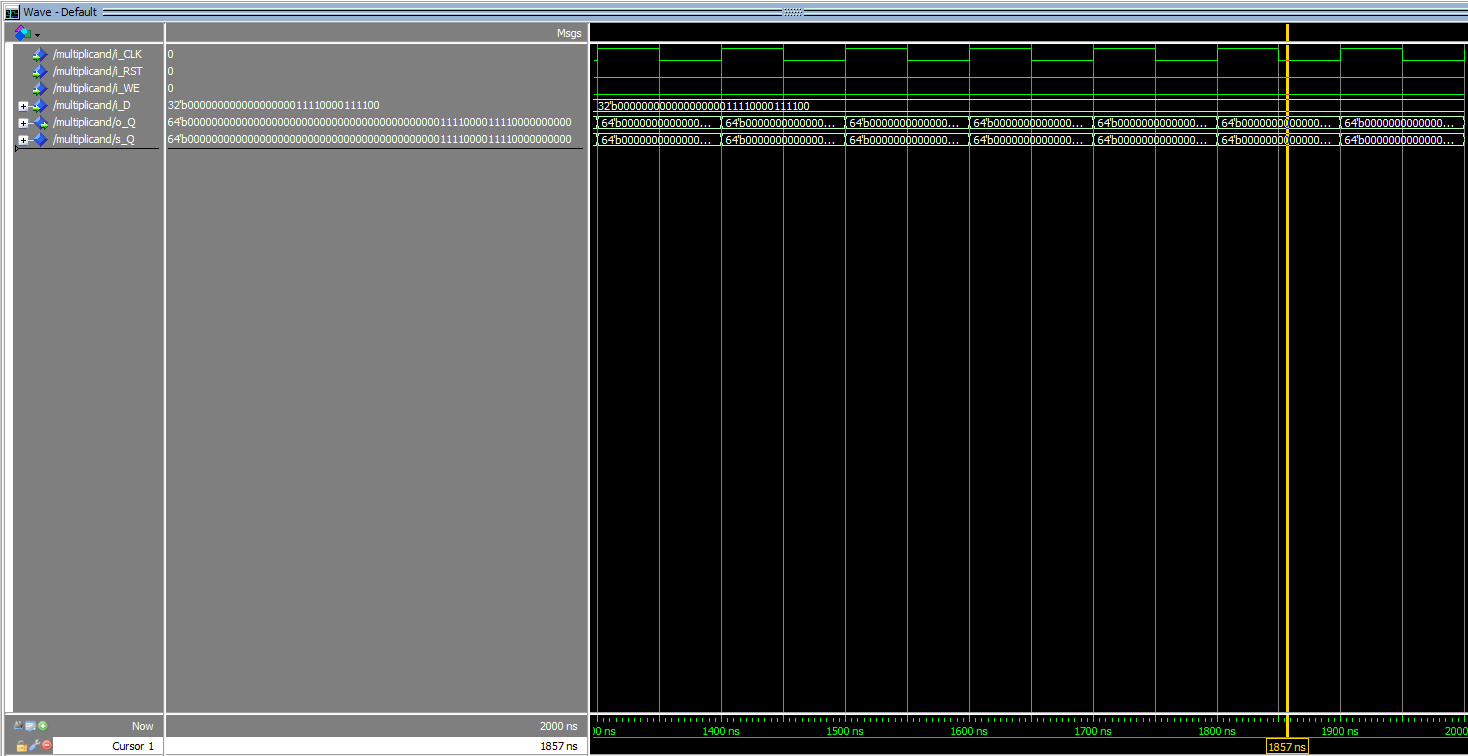 Wave - Default
Msgs
/multiplicand/i_CLK 0
/multiplicand/i_RST 0
/multiplicand/i_WE 0
/multiplicand/i_D 32'b00000000000000000011110000111100 32'b00000000000000000011110000111100
/multiplicand/o_Q 64'b0000000000000000000000000000000000000000001111000011110000000000 64'b0000000000000... 64'b0000000000000... 64'b0000000000000... 64'b0000000000000... 64'b0000000000000... 64'b0000000000000... 64'b0000000000000...
/multiplicand/s_Q 64'b0000000000000000000000000000000000000000001111000011110000000000 64'b0000000000000... 64'b0000000000000... 64'b0000000000000... 64'b0000000000000... 64'b0000000000000... 64'b0000000000000... 64'b0000000000000...
Now 2000 ns 00 ns 1400 ns 1500 ns 1600 ns 1700 ns 1800 ns 1900 ns 2000
Cursor 1 1857 ns 1857 ns